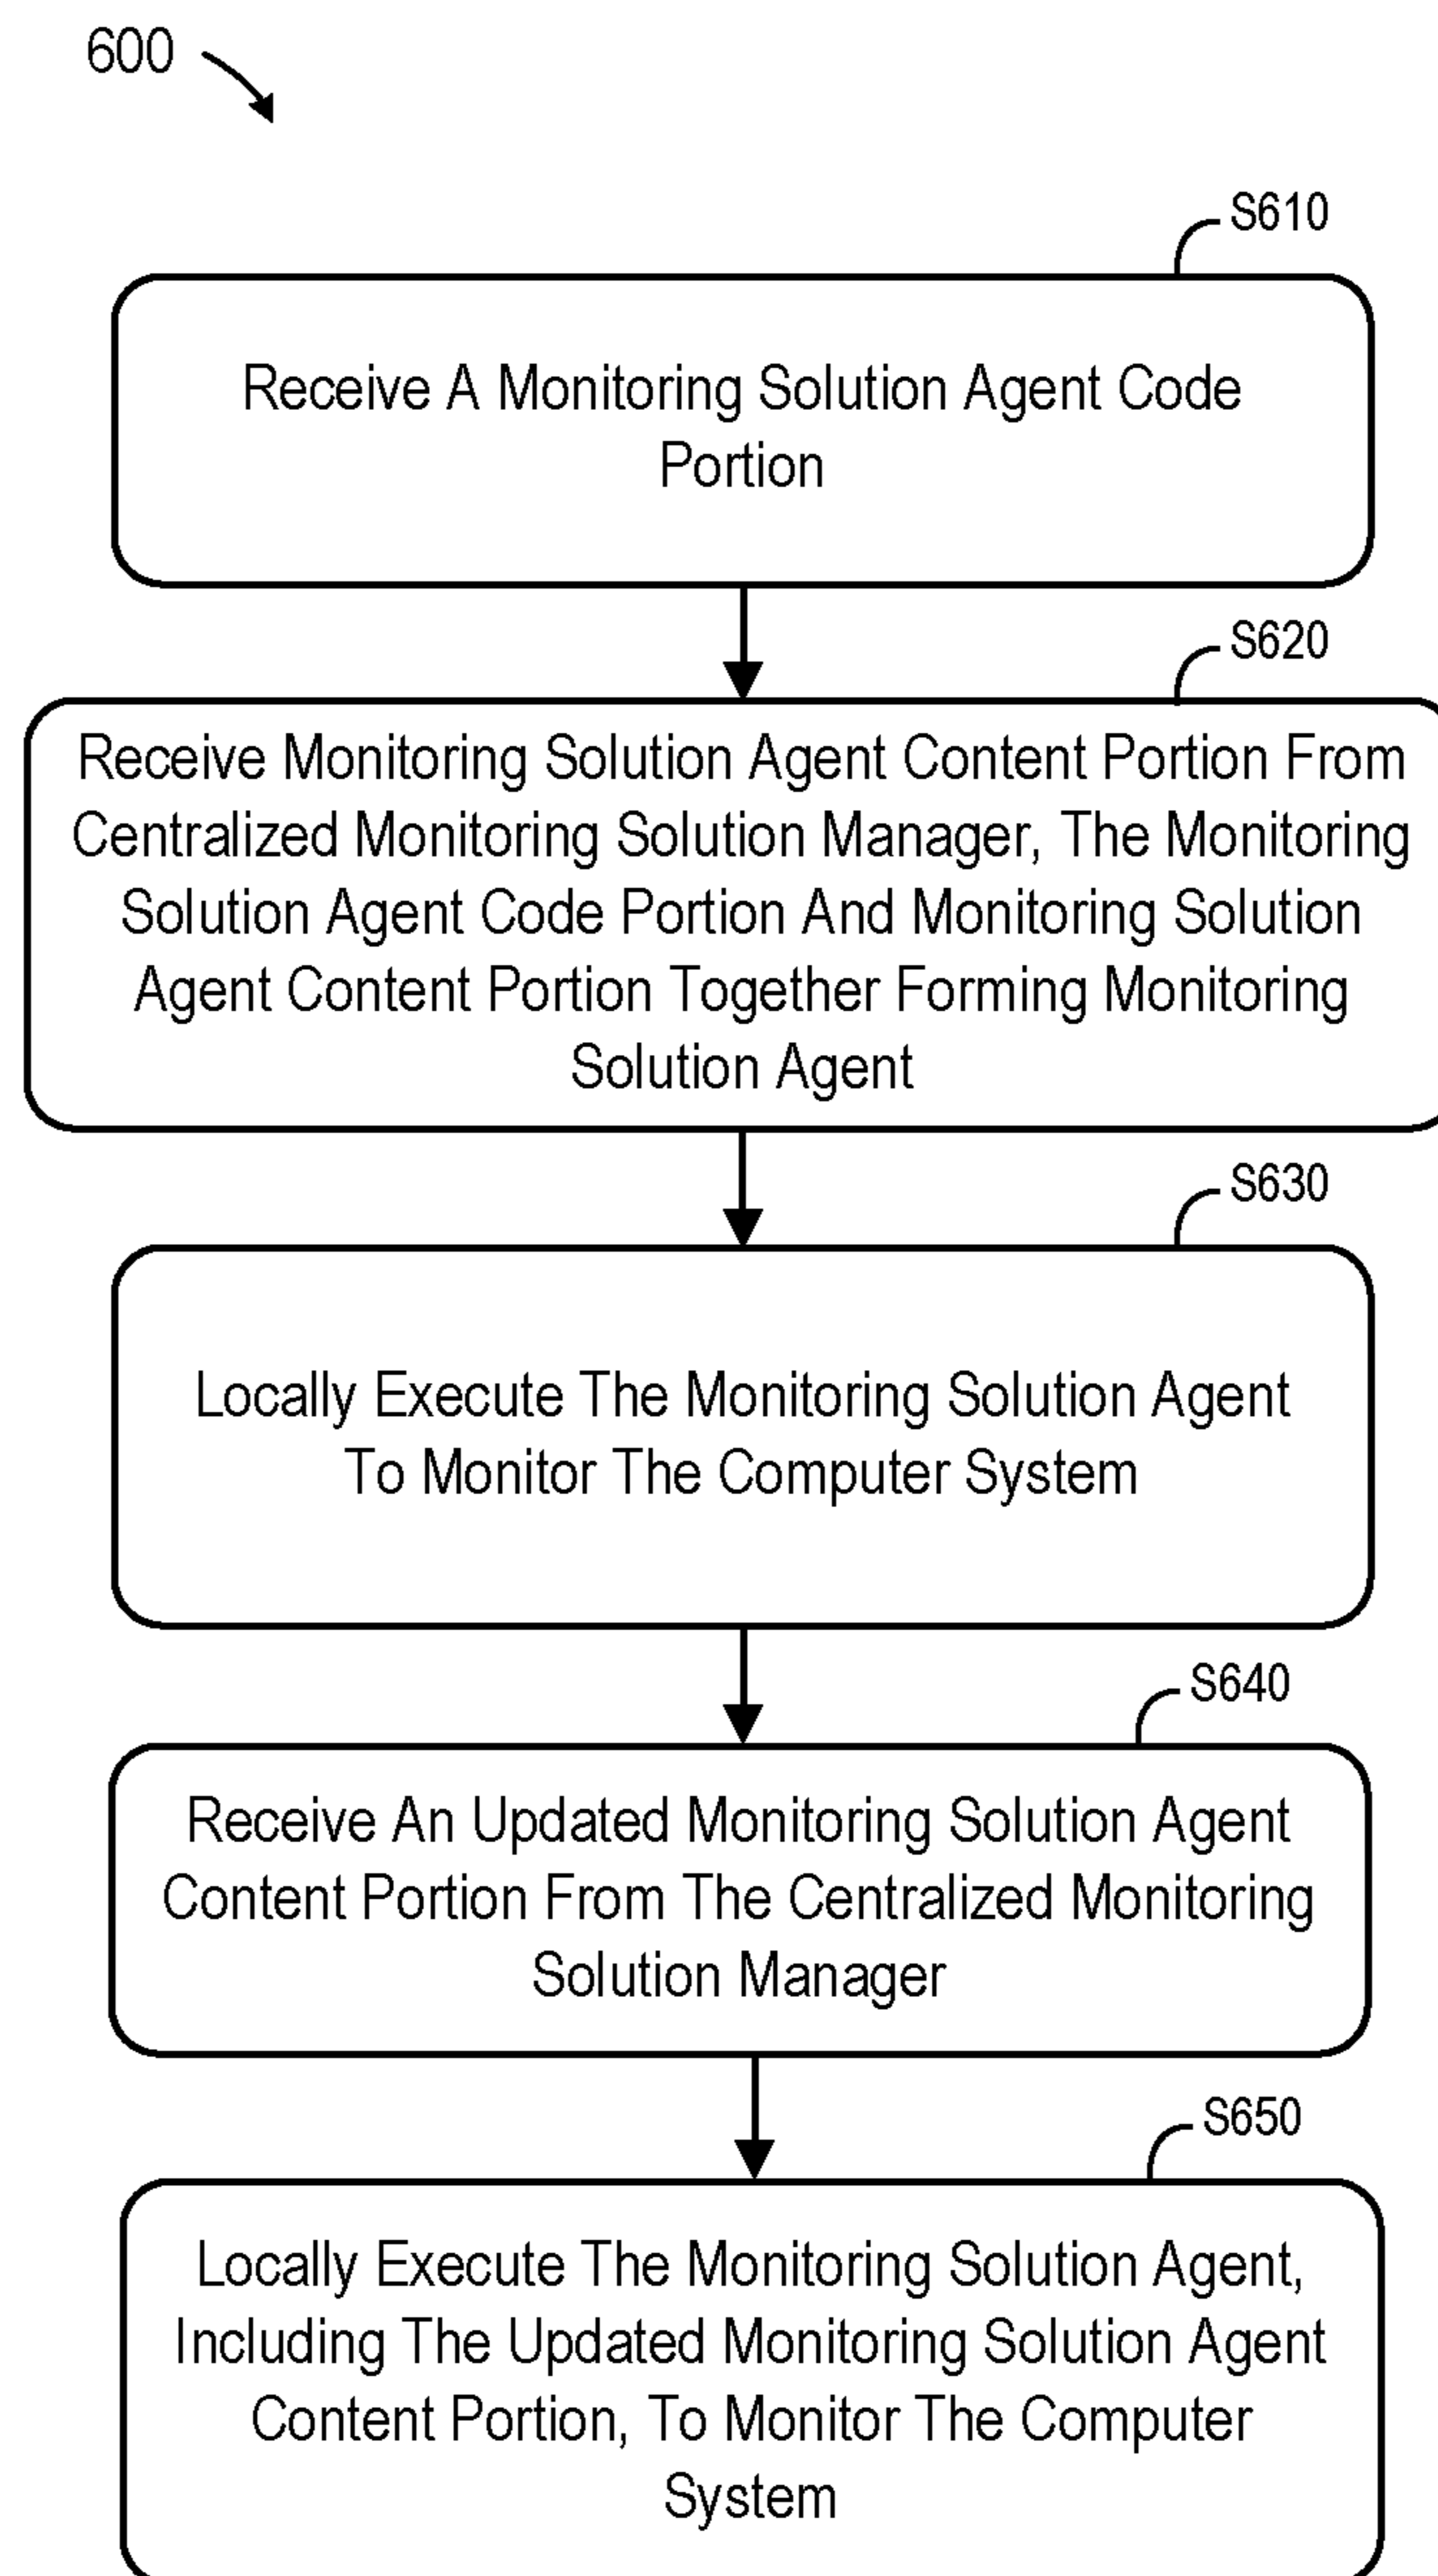 600
S610
Receive A Monitoring Solution Agent Code
Portion
S620
Receive Monitoring Solution Agent Content Portion From
Centralized Monitoring Solution Manager, The Monitoring
Solution Agent Code Portion And Monitoring Solution
Agent Content Portion Together Forming Monitoring
Solution Agent
S630
Locally Execute The Monitoring Solution Agent
To Monitor The Computer System
S640
Receive An Updated Monitoring Solution Agent
Content Portion From The Centralized Monitoring
Solution Manager
S650
Locally Execute The Monitoring Solution Agent,
Including The Updated Monitoring Solution Agent
Content Portion, To Monitor The Computer
System